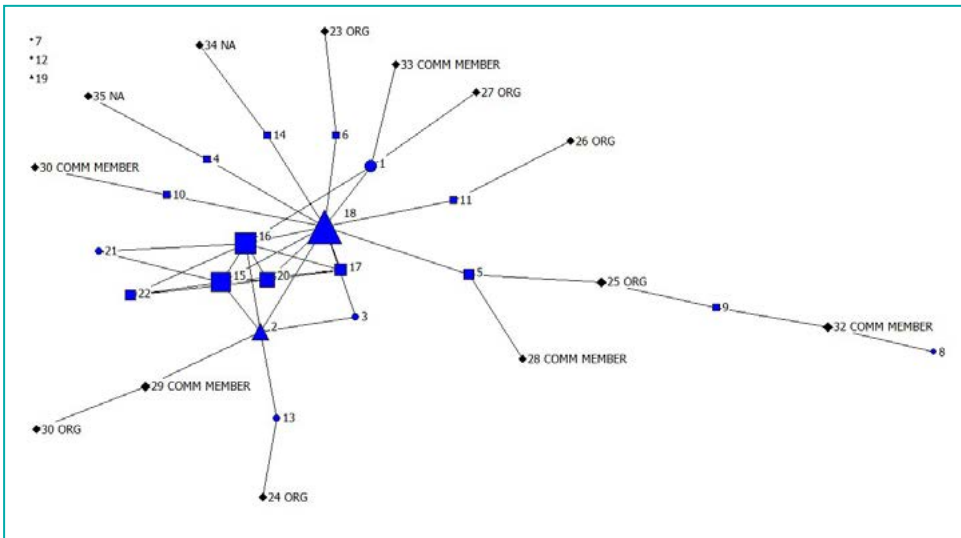 7
12
19
34 NA
23 ORG
33 COMM MEMBER
27 ORG
35 NA
14
6
26 ORG
4
1
30 COMM MEMBER
10
11
18
16
21
17
15
20
5
25 ORG
22
9
3
2
32 COMM MEMBER
8
28 COMM MEMBER
29 COMM MEMBER
13
30 ORG
24 ORG